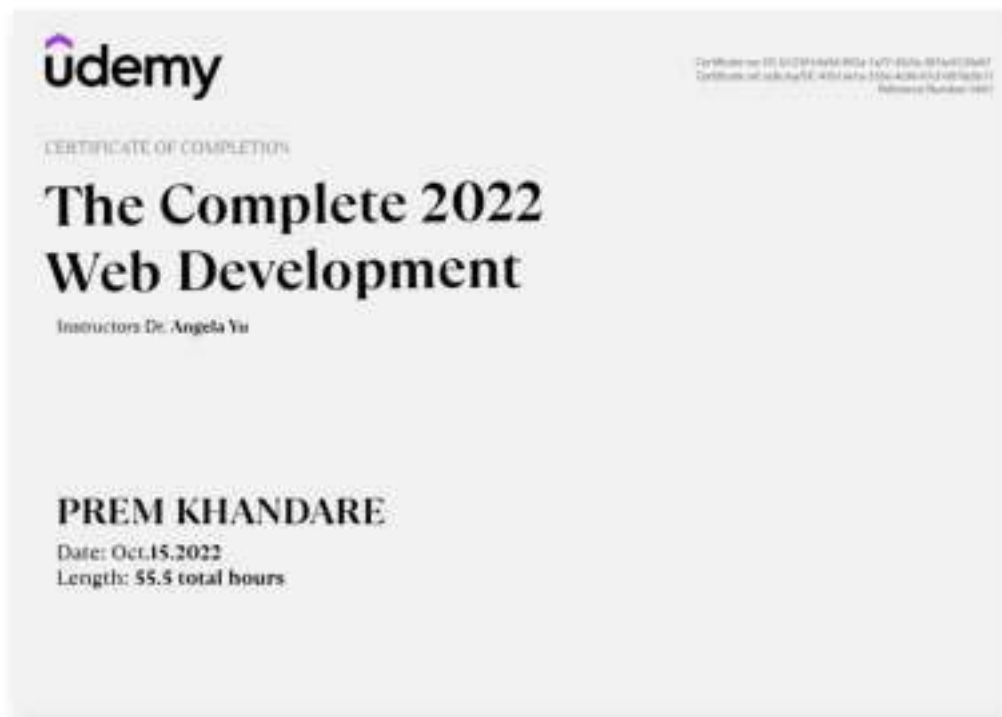 ûdemy
CERTIFICATE OF COMPLETION
The Complete 2022
Web Development
Instructors Dr. Angela Yu
PREM KHANDARE
Date: Oct.15.2022
Length: 55.5 total hours